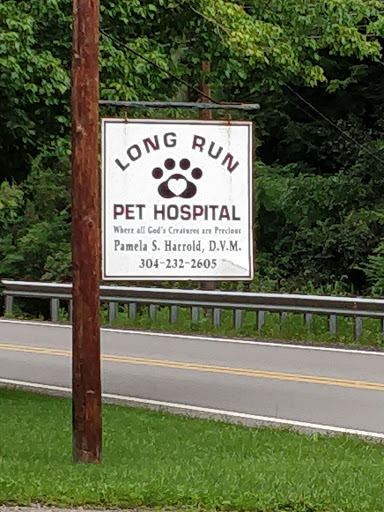 LONG RUN
PET HOSPITAL
Where all God's Creatures are Precious
Pamela S. Harrold, D.V.M.
304-232-2605